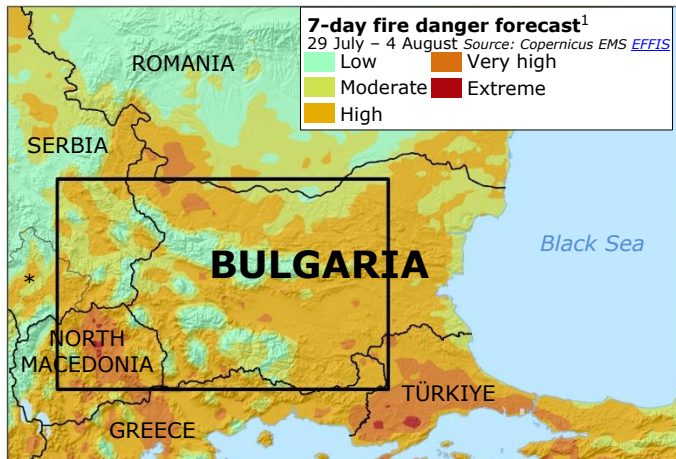 7-day fire danger forecast¹
29 July – 4 August Source: Copernicus EMS EFFIS
Low
Very high
Moderate
Extreme
High
ROMANIA
SERBIA
Black Sea
BULGARIA
*
NORTH
MACEDONIA
TÜRKIYE
GREECE